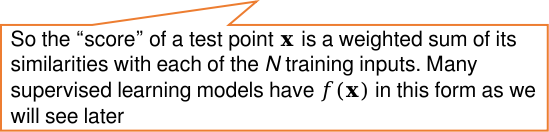 So the “score” of a test point x is a weighted sum of its
similarities with each of the N training inputs. Many
supervised learning models have f(x) in this form as we
will see later